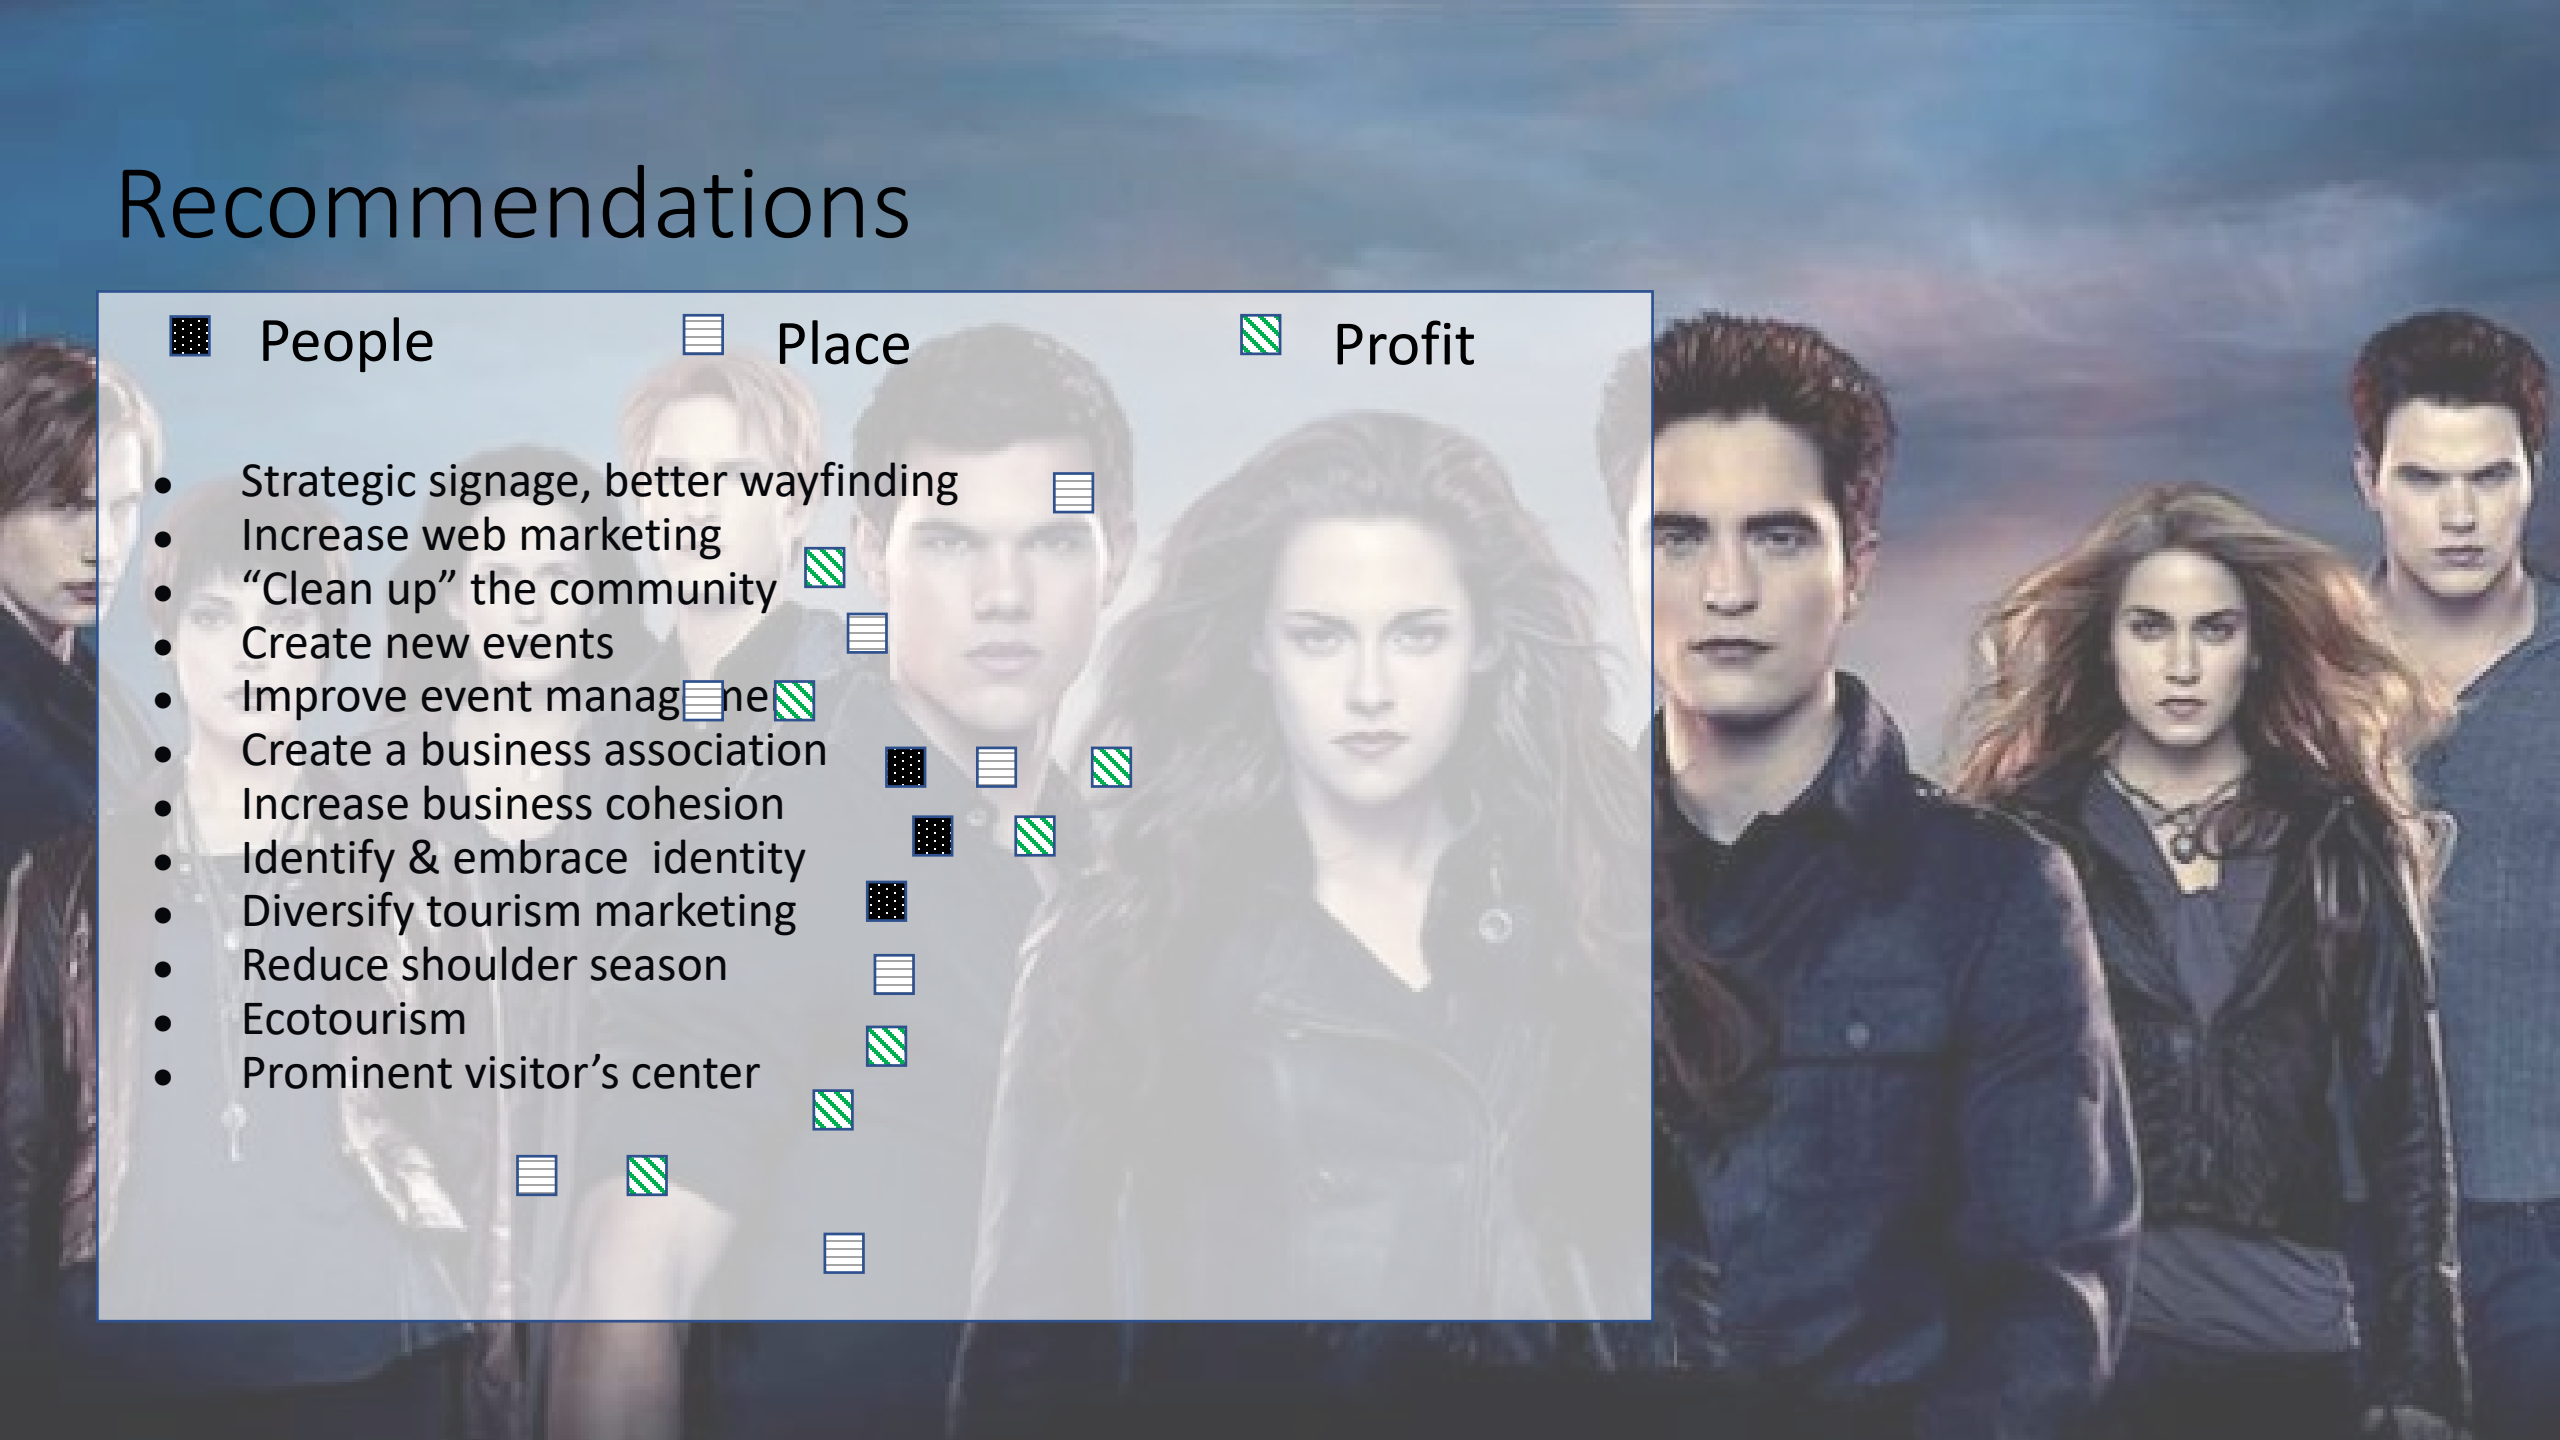 Recommendations
People Place Profit
• Strategic signage, better wayfinding
• Increase web marketing
• “Clean up” the community
• Create new events
• Improve event
• Create a business association
• Increase business cohesion
• Identify & embrace  identity
• Diversify tourism marketing
• Reduce shoulder season
• Ecotourism
• Prominent visitor’s center